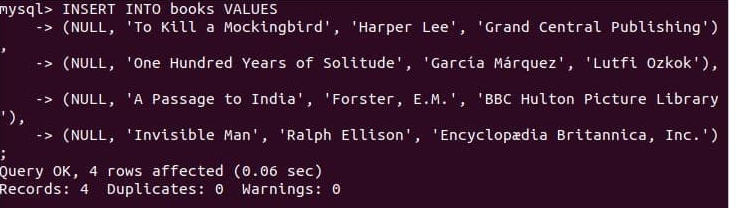 mysql> INSERT INTO books VALUES
    -> (NULL, 'To Kill a Mockingbird', 'Harper Lee', 'Grand Central Publishing')
,
    -> (NULL, 'One Hundred Years of Solitude', 'García Márquez', 'Lutfi Ozkok'),
    -> (NULL, 'A Passage to India', 'Forster, E.M.', 'BBC Hulton Picture Library
'),
    -> (NULL, 'Invisible Man', 'Ralph Ellison', 'Encyclopædia Britannica, Inc.')
;
Query OK, 4 rows affected (0.06 sec)
Records: 4  Duplicates: 0  Warnings: 0